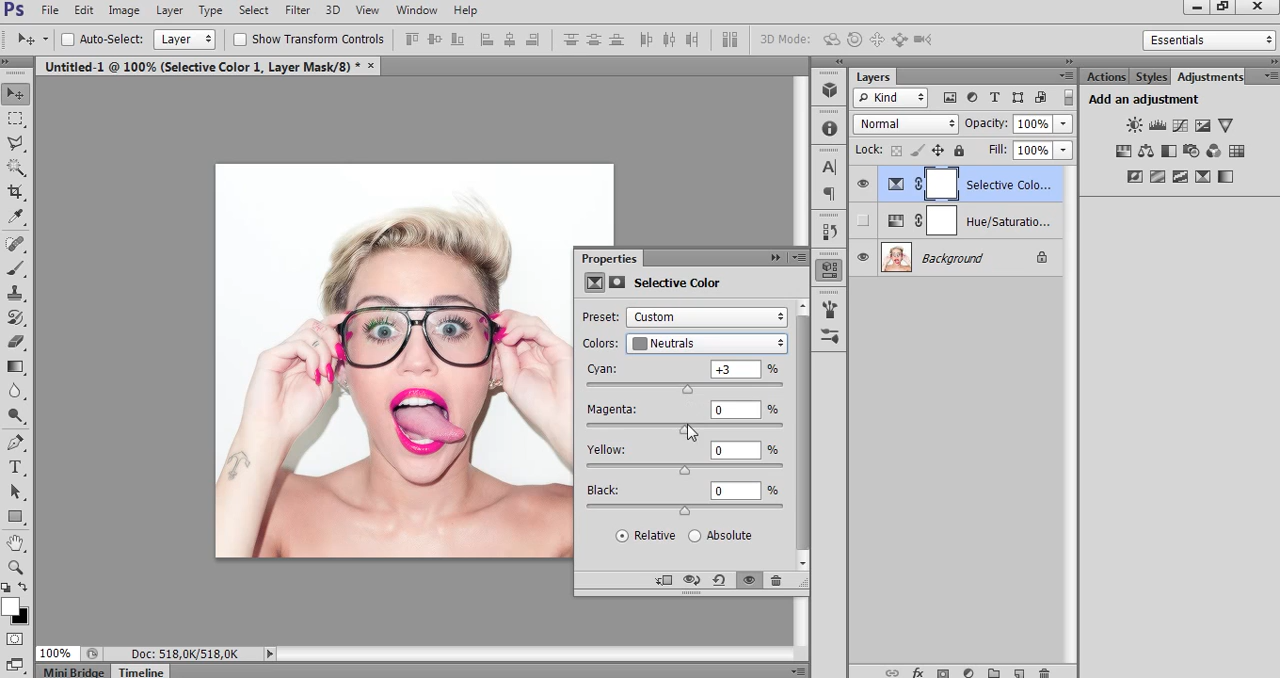 Ps File Edit Image Layer Type Select Filter 3D View Window Help
Auto-Select: Layer Show Transform Controls 3D Mode: Essentials
Untitled-1 @ 100% (Selective Color 1, Layer Mask/8) * ×
Layers
Kind
Normal Opacity: 100%
Lock: Fill: 100%
Selective Colo...
Hue/Saturatio...
Background
Actions Styles Adjustments
Add an adjustment
Properties
Selective Color
Preset: Custom
Colors: Neutrals
Cyan: +3 %
Magenta: 0 %
Yellow: 0 %
Black: 0 %
Relative Absolute
100% Doc: 518,0K/518,0K
Mini Bridge Timeline